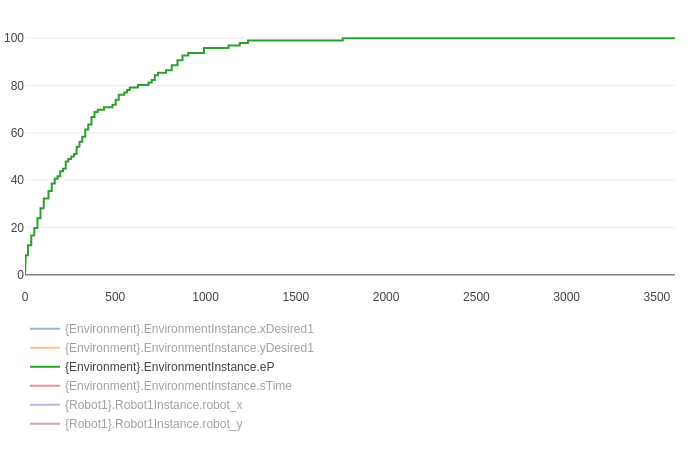 100
80
60
40
20
0
0 500 1000 1500 2000 2500 3000 3500
{Environment}.EnvironmentInstance.xDesired1
{Environment}.EnvironmentInstance.yDesired1
{Environment}.EnvironmentInstance.eP
{Environment}.EnvironmentInstance.sTime
{Robot1}.Robot1Instance.robot_x
{Robot1}.Robot1Instance.robot_y